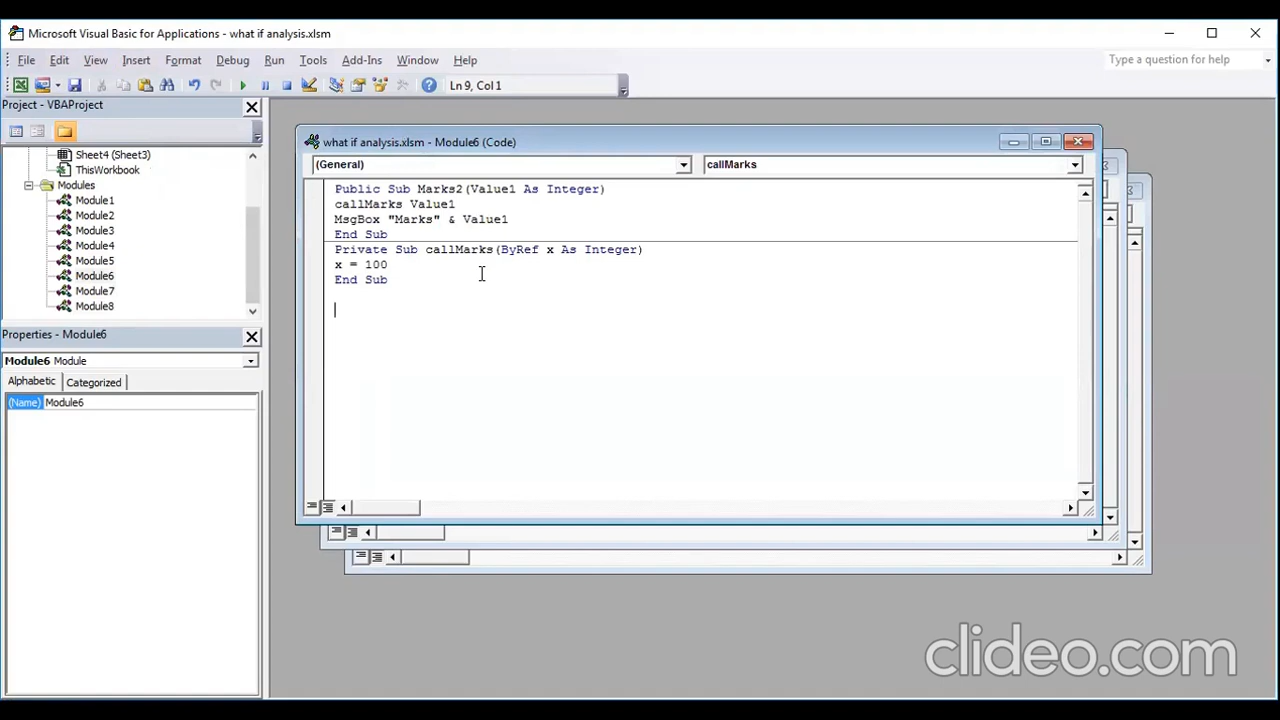 Microsoft Visual Basic for Applications - what if analysis.xlsm
File Edit View Insert Format Debug Run Tools Add-Ins Window Help
Type a question for help
Ln 9, Col 1
Project - VBAProject
Sheet4 (Sheet3)
ThisWorkbook
Modules
Module1
Module2
Module3
Module4
Module5
Module6
Module7
Module8
Properties - Module6
Module6 Module
Alphabetic Categorized
(Name) Module6
what if analysis.xlsm - Module6 (Code)
(General) callMarks
Public Sub Marks2(Value1 As Integer)
callMarks Value1
MsgBox "Marks" & Value1
End Sub
Private Sub callMarks(ByRef x As Integer)
x = 100
End Sub
clideo.com